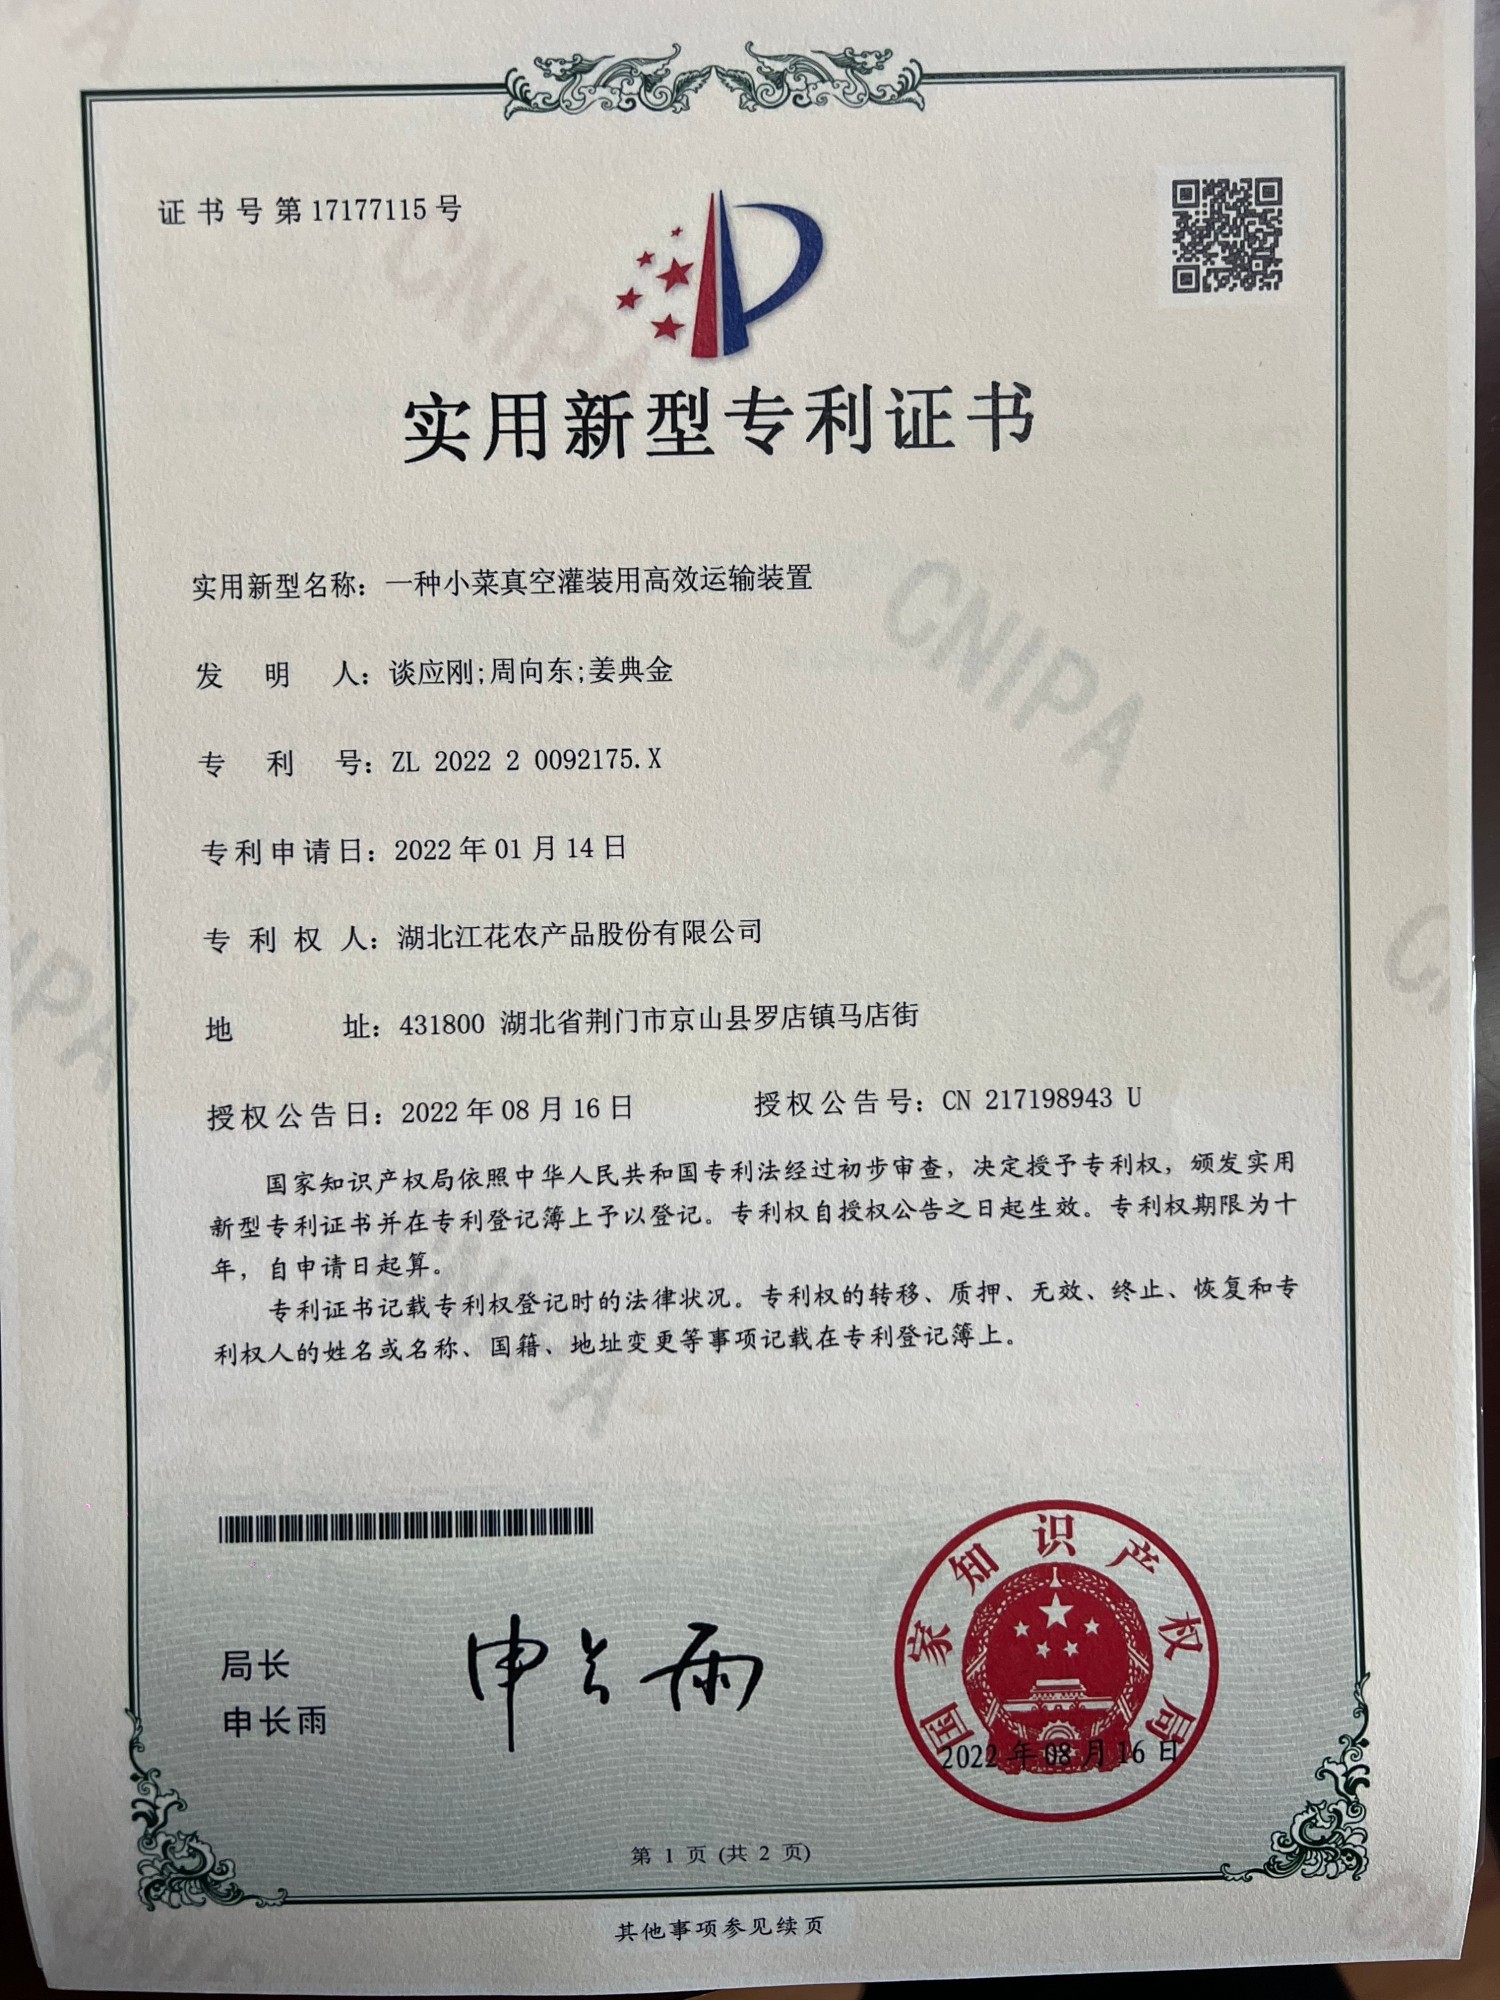 证书号第17177115号
实用新型专利证书
实用新型名称：一种小菜真空灌装用高效运输装置
发明人：谈应刚;周向东;姜典金
专利号：ZL 2022 2 0092175.X
专利申请日：2022年01月14日
专利权人：湖北江花农产品股份有限公司
地址：431800 湖北省荆门市京山县罗店镇马店街
授权公告日：2022年08月16日 授权公告号：CN 217198943 U
国家知识产权局依照中华人民共和国专利法经过初步审查，决定授予专利权，颁发实用
新型专利证书并在专利登记簿上予以登记。专利权自授权公告之日起生效。专利权期限为十
年，自申请日起算。
专利证书记载专利权登记时的法律状况。专利权的转移、质押、无效、终止、恢复和专
利权人的姓名或名称、国籍、地址变更等事项记载在专利登记簿上。
局长
申长雨
申长雨
国家知识产权局
2022年08月16日
第 1 页 (共 2 页)
其他事项参见续页
CNIPA
CNIPA
CNIPA